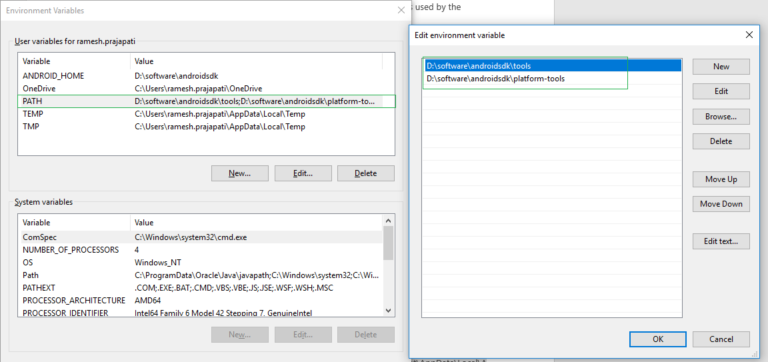 s used by the
Environment Variables
User variables for ramesh.prajapati
Variable Value
ANDROID_HOME D:\software\androidsdk
OneDrive C:\Users\ramesh.prajapati\OneDrive
PATH D:\software\androidsdk\tools;D:\software\androidsdk\platform-to...
TEMP C:\Users\ramesh.prajapati\AppData\Local\Temp
TMP C:\Users\ramesh.prajapati\AppData\Local\Temp
New... Edit... Delete
System variables
Variable Value
ComSpec C:\Windows\system32\cmd.exe
NUMBER_OF_PROCESSORS 4
OS Windows_NT
Path C:\ProgramData\Oracle\Java\javapath;C:\Windows\system32;C:\Wi...
PATHEXT .COM;.EXE;.BAT;.CMD;.VBS;.VBE;.JS;.JSE;.WSF;.WSH;.MSC
PROCESSOR_ARCHITECTURE AMD64
PROCESSOR_IDENTIFIER Intel64 Family 6 Model 42 Stepping 7, GenuineIntel
New... Edit... Delete
Edit environment variable
D:\software\androidsdk\tools
D:\software\androidsdk\platform-tools
New
Edit
Browse...
Delete
Move Up
Move Down
Edit text...
OK Cancel